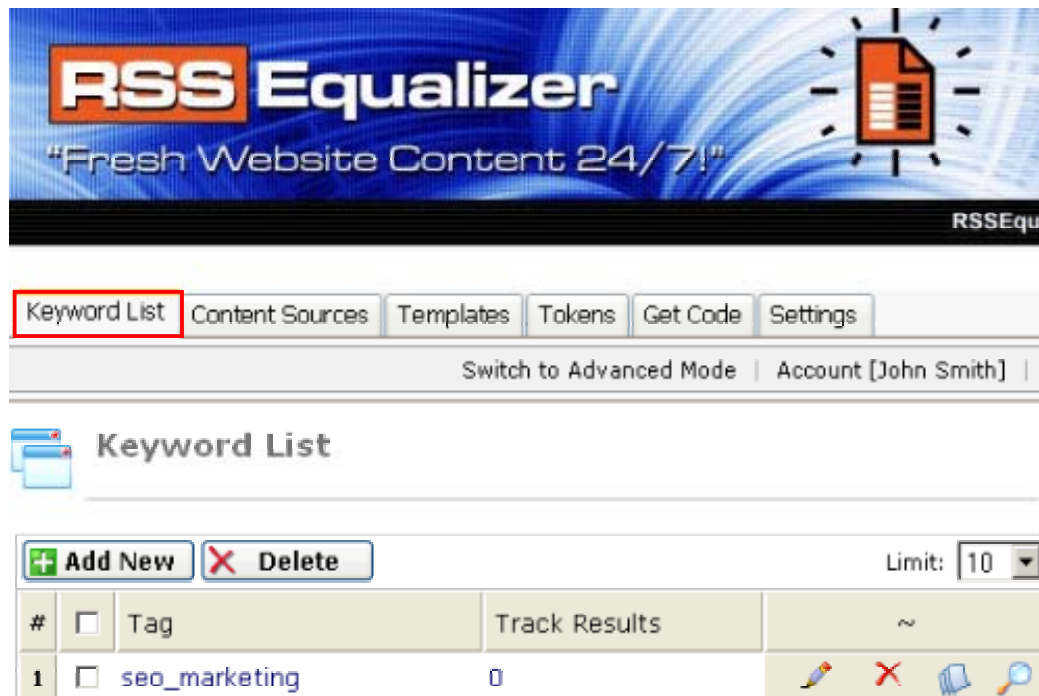 RSS Equalizer
"Fresh Website Content 24/7!"
RSSEqu
Keyword List Content Sources Templates Tokens Get Code Settings
Switch to Advanced Mode | Account [John Smith] |
Keyword List
Add New Delete Limit: 10
# Tag Track Results ~
1 seo_marketing 0